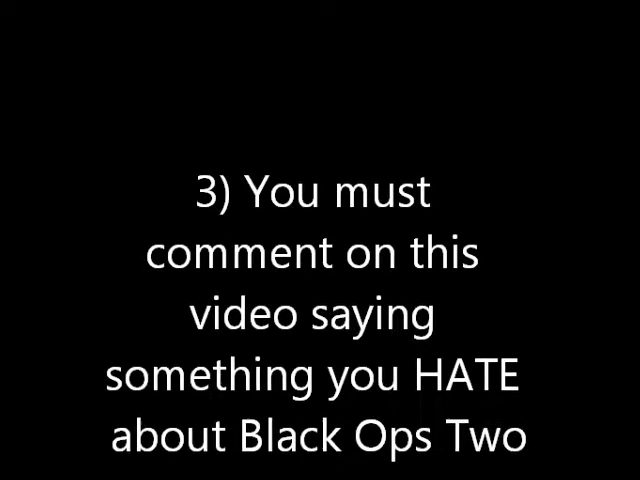 3) You must
comment on this
video saying
something you HATE
about Black Ops Two